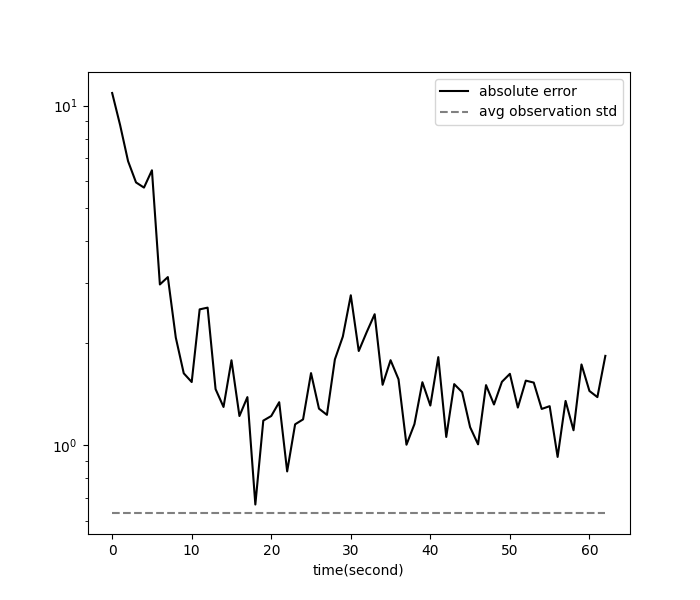 absolute error
avg observation std
10¹
10⁰
0 10 20 30 40 50 60
time(second)